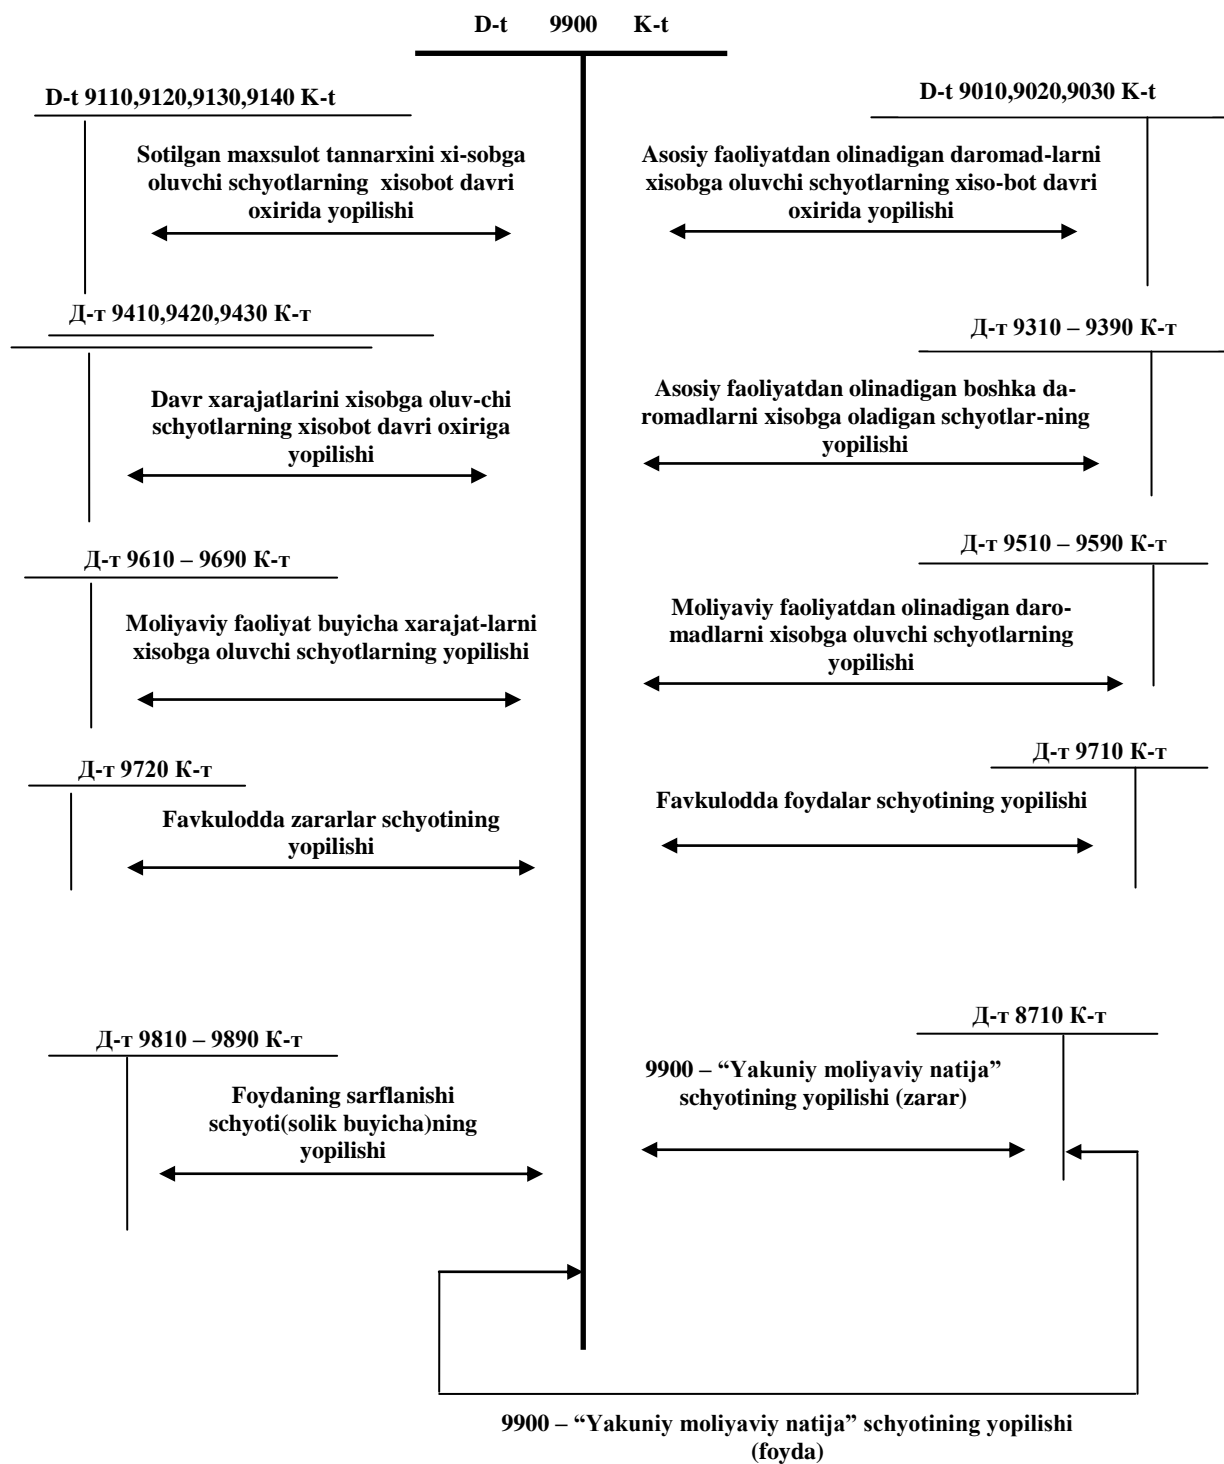 D-t 9900 K-t
D-t 9110,9120,9130,9140 K-t
Sotilgan maxsulot tannarxini xi-sobga
oluvchi schyotlarning xisobot davri
oxirida yopilishi
D-t 9010,9020,9030 K-t
Asosiy faoliyatdan olinadigan daromad-larni
xisobga oluvchi schyotlarning xiso-bot davri
oxirida yopilishi
Д-т 9410,9420,9430 К-т
Davr xarajatlarini xisobga oluv-chi
schyotlarning xisobot davri oxiriga
yopilishi
Д-т 9310 – 9390 К-т
Asosiy faoliyatdan olinadigan boshka da-
romadlarni xisobga oladigan schyotlar-ning
yopilishi
Д-т 9610 – 9690 К-т
Moliyaviy faoliyat buyicha xarajat-larni
xisobga oluvchi schyotlarning yopilishi
Д-т 9510 – 9590 К-т
Moliyaviy faoliyatdan olinadigan daro-
madlarni xisobga oluvchi schyotlarning
yopilishi
Д-т 9720 К-т
Favkulodda zararlar schyotining
yopilishi
Д-т 9710 К-т
Favkulodda foydalar schyotining yopilishi
Д-т 9810 – 9890 К-т
Foydaning sarflanishi
schyoti(solik buyicha)ning
yopilishi
Д-т 8710 К-т
9900 – “Yakuniy moliyaviy natija”
schyotining yopilishi (zarar)
9900 – “Yakuniy moliyaviy natija” schyotining yopilishi
(foyda)